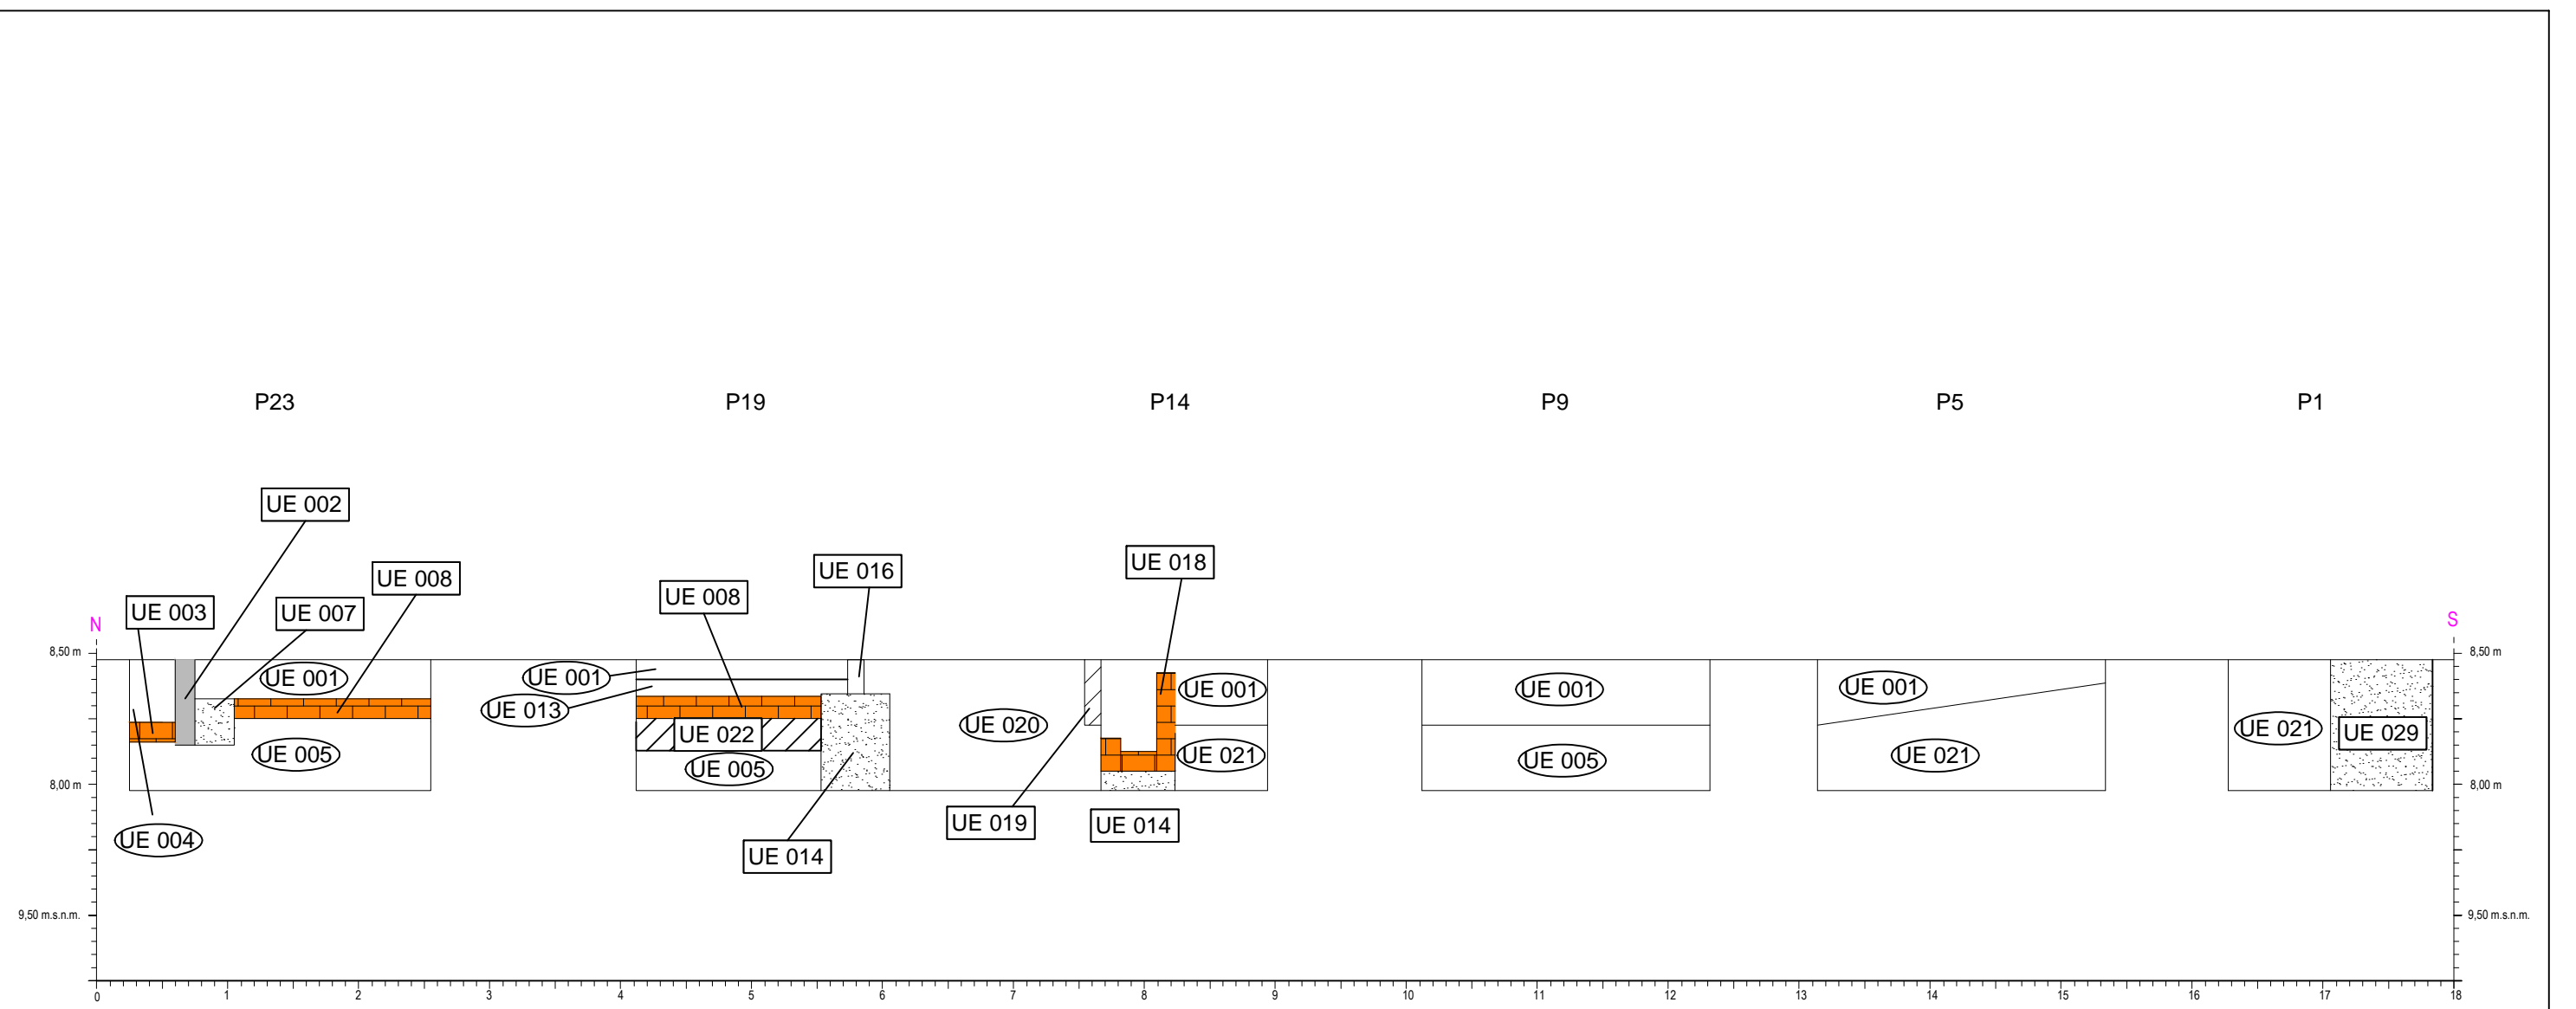 P23 P19 P14 P9 P5 P1
UE 002
UE 018
UE 016
UE 008
UE 008
UE 003
UE 007
N
S
8,50 m
8,50 m
UE 001
UE 001
UE 001
UE 001
UE 001
UE 013
UE 020
UE 021
UE 029
UE 022
UE 005
UE 005
UE 021
UE 005
UE 021
8,00 m
8,00 m
UE 019
UE 014
UE 004
UE 014
9,50 m.s.n.m.
9,50 m.s.n.m.
0 1 2 3 4 5 6 7 8 9 10 11 12 13 14 15 16 17 18